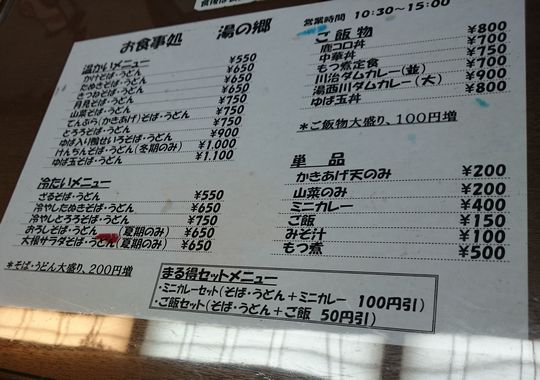 お食事処　湯の郷
営業時間　10:30～15:00
温かいメニュー
かけそば・うどん ¥550
たぬきそば・うどん ¥650
きつねそば・うどん ¥650
月見そば・うどん ¥650
山菜そば・うどん ¥750
てんぷら(かきあげ)そば・うどん ¥750
とろろそば・うどん ¥750
ゆば入り鴨せいろそば・うどん ¥900
けんちんそば・うどん(冬期のみ) ¥1,000
ゆば玉そば・うどん ¥1,100
冷たいメニュー
ざるそば・うどん ¥550
冷やしたぬきそば・うどん ¥650
冷やしとろろそば・うどん ¥750
おろしそば・うどん (夏期のみ) ¥650
大根サラダそば・うどん (夏期のみ) ¥650
*そば・うどん大盛り、200円増
ご飯物
鹿コロ丼 ¥800
中華丼 ¥700
もつ煮定食 ¥750
川治ダムカレー(並) ¥700
湯西川ダムカレー(大) ¥900
ゆば玉丼 ¥800
*ご飯物大盛り、100円増
単品
かきあげ天のみ ¥200
山菜のみ ¥200
ミニカレー ¥400
ご飯 ¥150
みそ汁 ¥100
もつ煮 ¥500
まる得セットメニュー
・ミニカレーセット(そば・うどん＋ミニカレー 100円引)
・ご飯セット(そば・うどん＋ご飯 50円引)